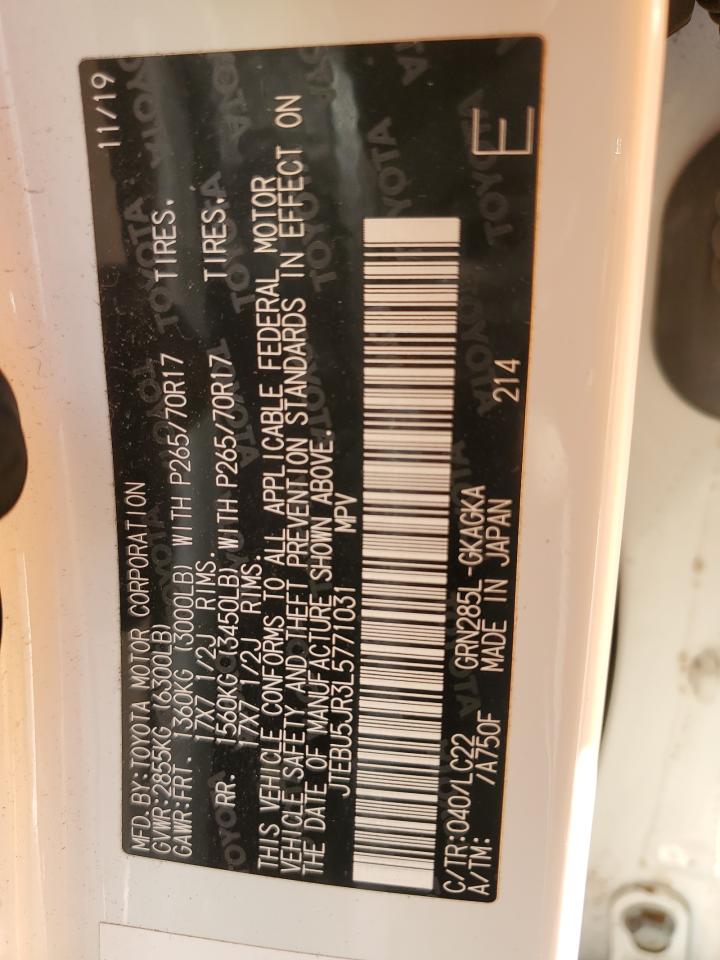 MFD. BY:TOYOTA MOTOR CORPORATION 11/19
GVWR:2855KG (6300LB)
GAWR:FRT. 1360KG (3000LB) WITH P265/70R17 TIRES.
17X7 1/2J RIMS.
RR. 1560KG (3450LB) WITH P265/70R17 TIRES.
17X7 1/2J RIMS.
THIS VEHICLE CONFORMS TO ALL APPLICABLE FEDERAL MOTOR
VEHICLE SAFETY AND THEFT PREVENTION STANDARDS IN EFFECT ON
THE DATE OF MANUFACTURE SHOWN ABOVE.
JTEBU5JR3L5771031 MPV
C/TR:040/LC22 GRN285L-GKAGKA 214 E
A/TM: /A750F MADE IN JAPAN